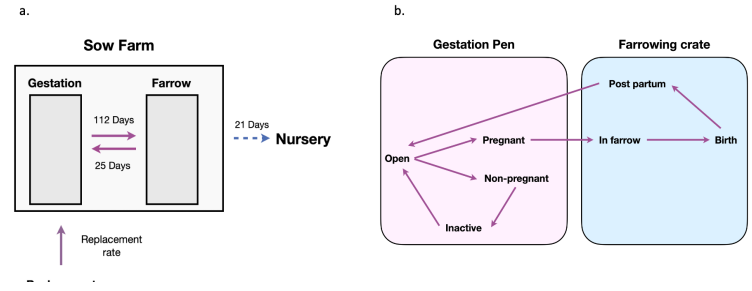 a.
Sow Farm
Gestation
Farrow
112 Days
25 Days
21 Days
Nursery
Replacement
rate
b.
Gestation Pen
Farrowing crate
Post partum
Pregnant
In farrow
Birth
Open
Non-pregnant
Inactive